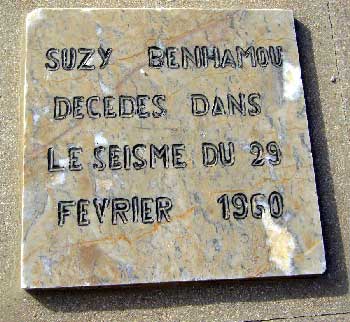 SUZY BENHAMOU
DECEDES DANS
LE SEISME DU 29
FEVRIER 1960